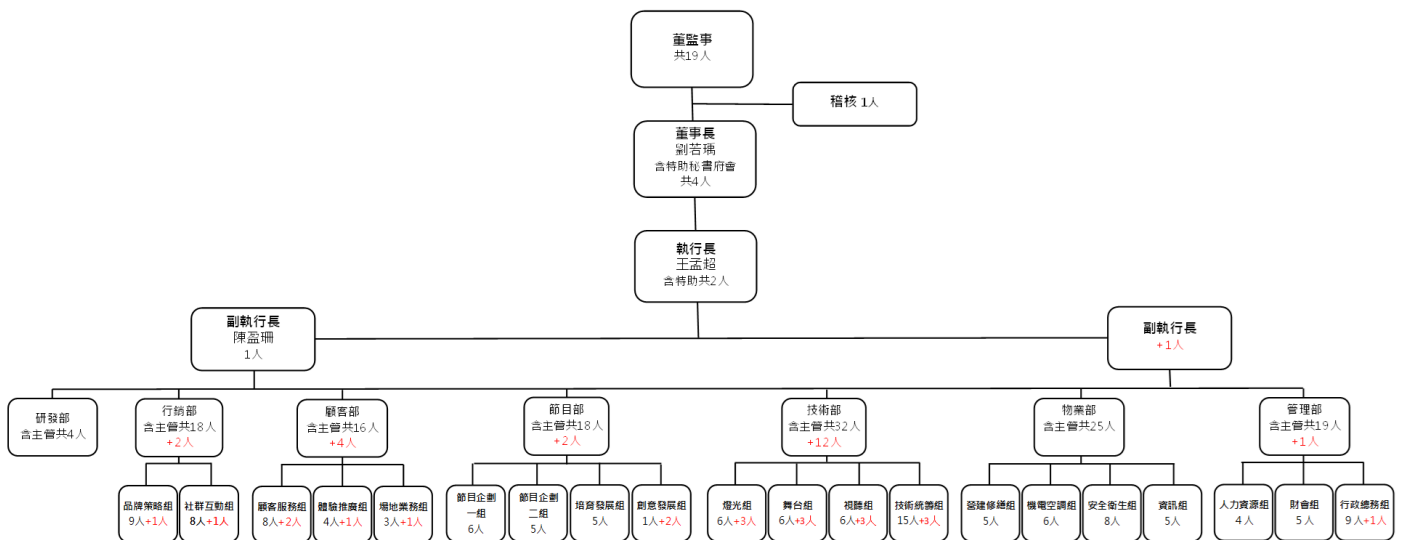 董監事
共19人
稽核 1人
董事長
劉若瑀
含特助秘書府會
共4人
執行長
王孟超
含特助共2人
副執行長
陳盈珊
1人
副執行長
+1人
研發部
含主管共4人
行銷部
含主管共18人
+2人
顧客部
含主管共16人
+4人
節目部
含主管共18人
+2人
技術部
含主管共32人
+12人
物業部
含主管共25人
管理部
含主管共19人
+1人
品牌策略組
9人+1人
社群互動組
8人+1人
顧客服務組
8人+2人
體驗推廣組
4人+1人
場地業務組
3人+1人
節目企劃
一組
6人
節目企劃
二組
5人
培育發展組
5人
創意發展組
1人+2人
燈光組
6人+3人
舞台組
6人+3人
視聽組
6人+3人
技術統籌組
15人+3人
營建修繕組
5人
機電空調組
6人
安全衛生組
8人
資訊組
5人
人力資源組
4人
財會組
5人
行政總務組
9人+1人